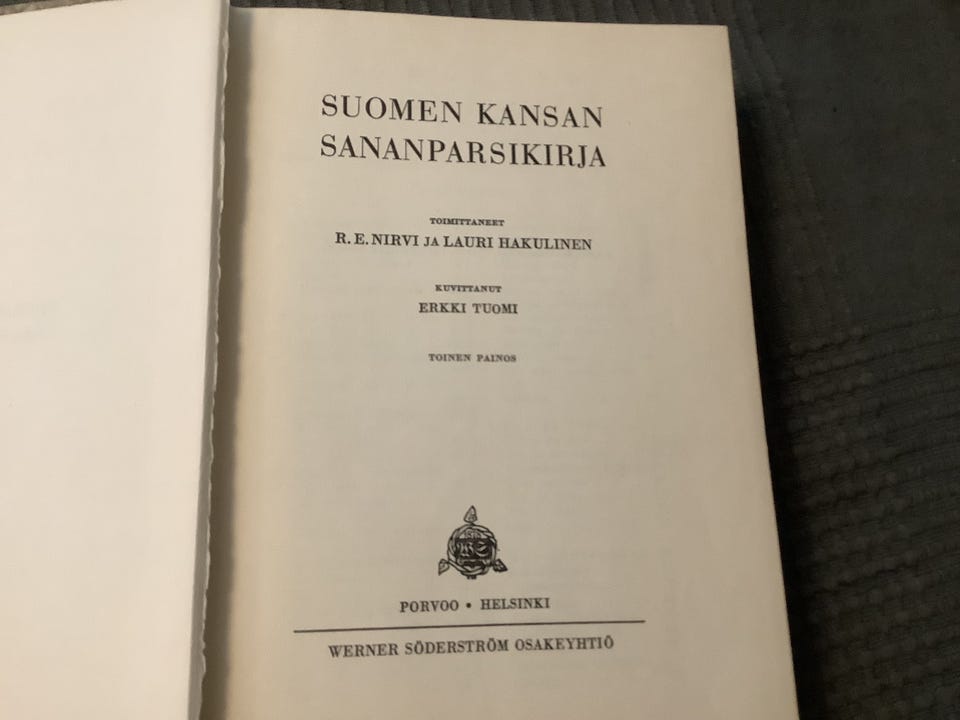 SUOMEN KANSAN
SANANPARSIKIRJA
TOIMITTANEET
R. E. NIRVI JA LAURI HAKULINEN
KUVITTANUT
ERKKI TUOMI
TOINEN PAINOS
PORVOO • HELSINKI
WERNER SÖDERSTRÖM OSAKEYHTIÖ